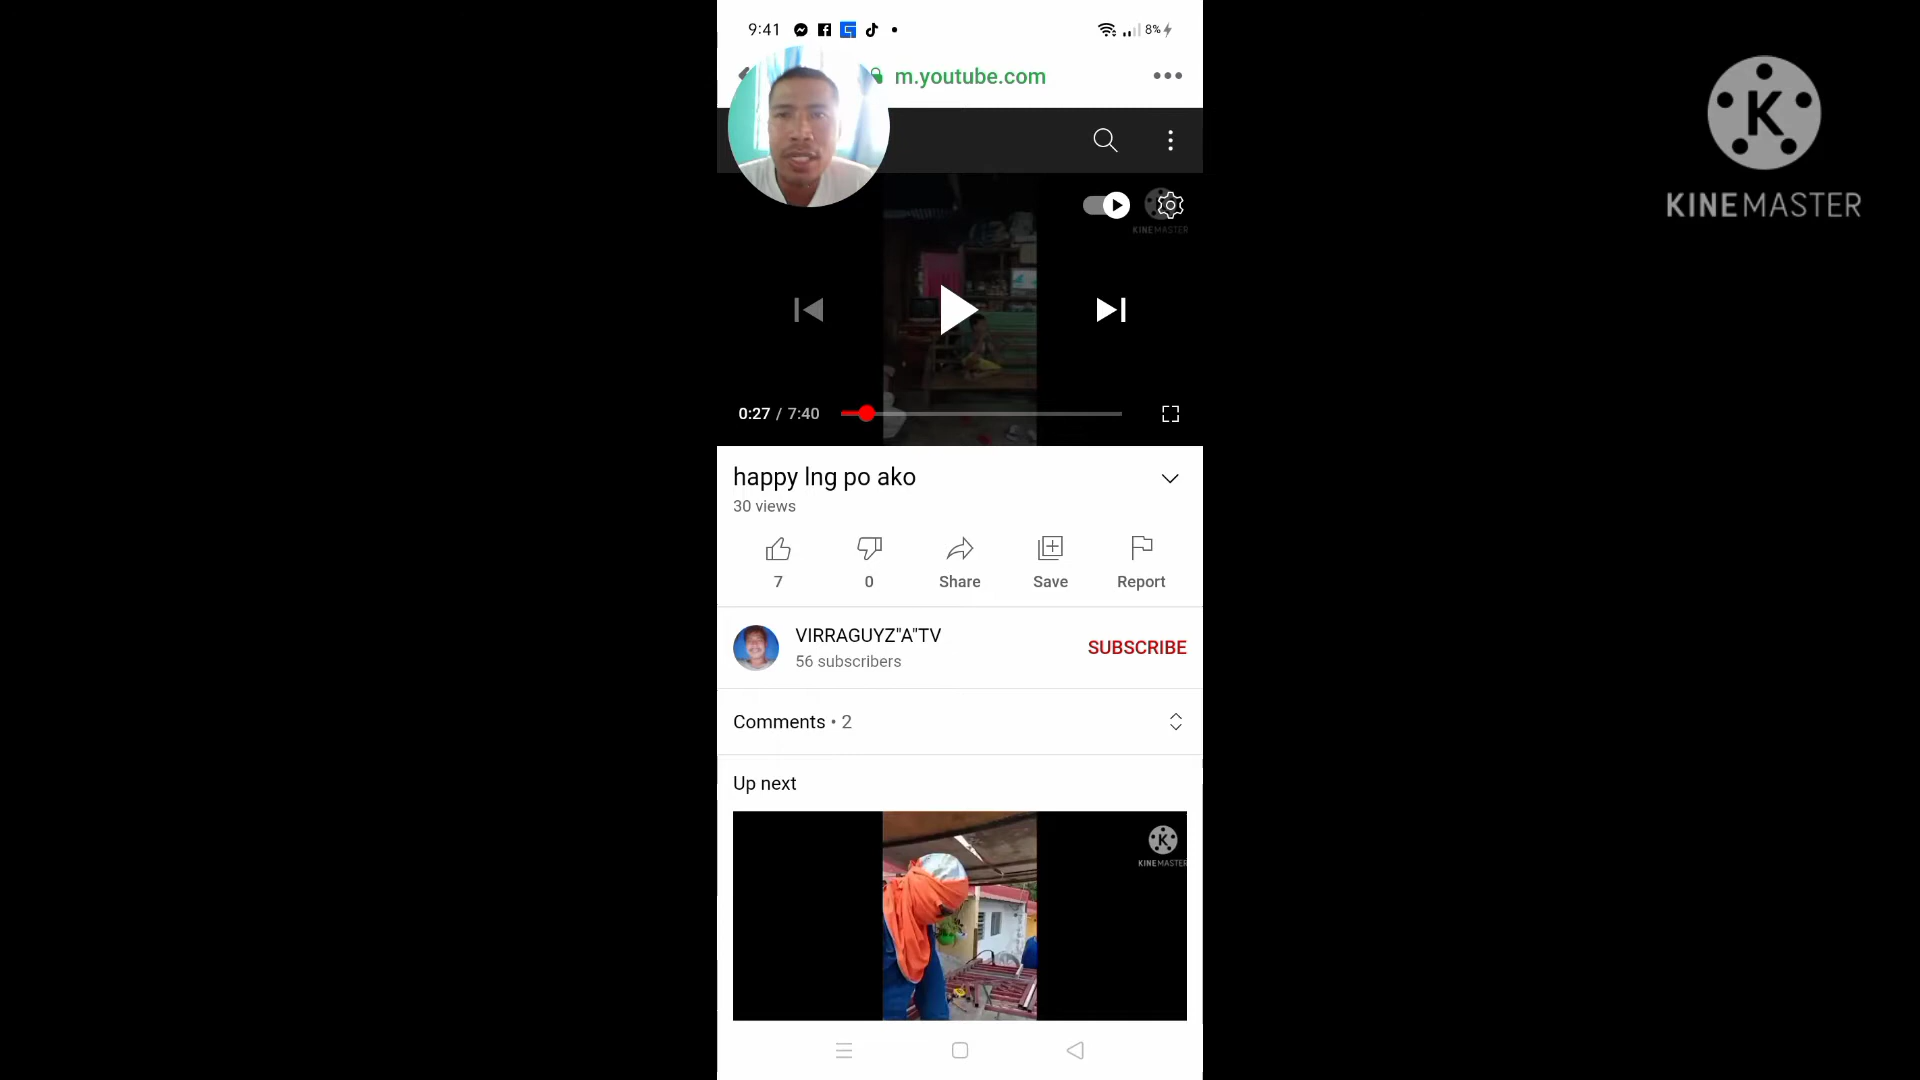 9:41
8%
m.youtube.com
KINEMASTER
KINEMASTER
0:27 / 7:40
happy lng po ako
30 views
7
0
Share
Save
Report
VIRRAGUYZ"A"TV
56 subscribers
SUBSCRIBE
Comments • 2
Up next
K
KINEMASTER